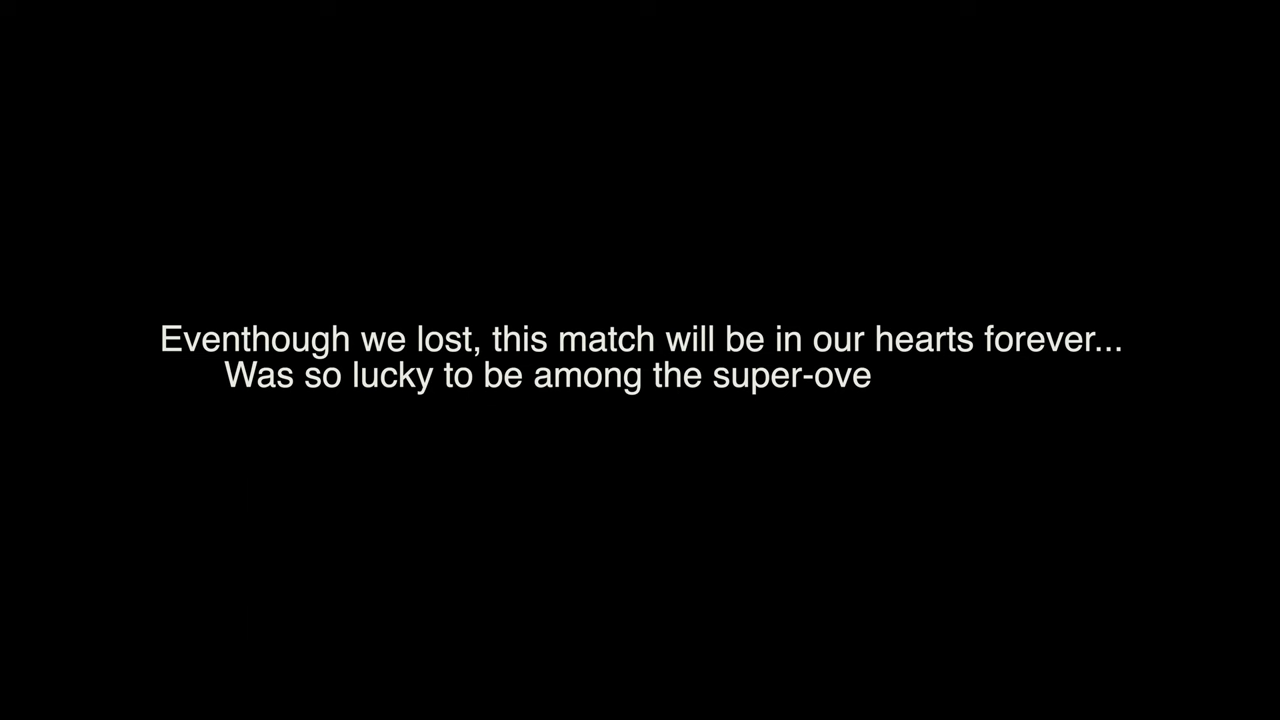 Eventhough we lost, this match will be in our hearts forever...
Was so lucky to be among the super-ove